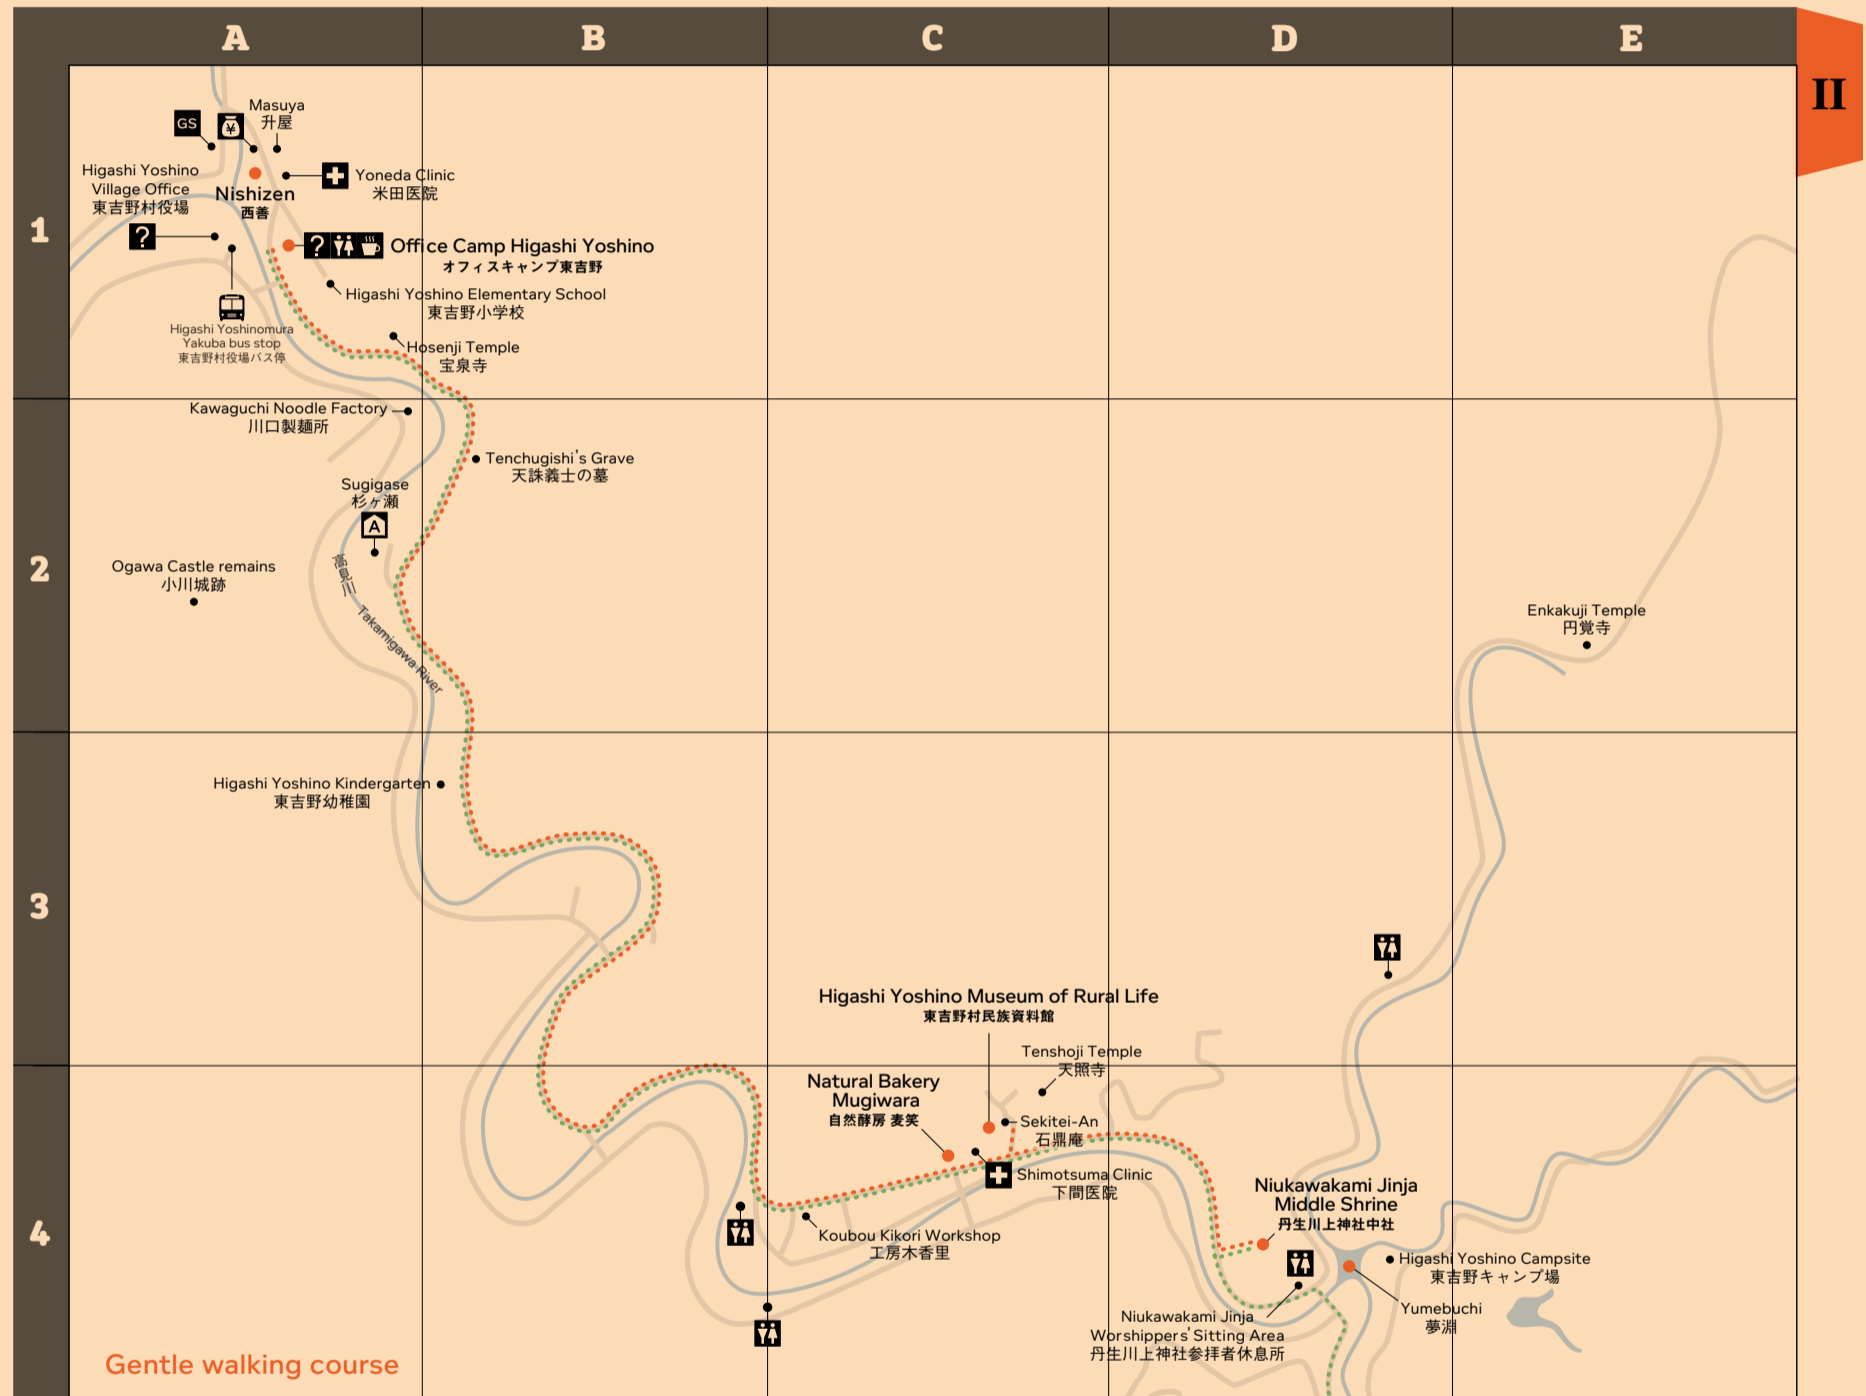 A
B
C
D
E
II
1
2
3
4
GS
¥
Masuya
升屋
Higashi Yoshino
Village Office
東吉野村役場
Nishizen
西善
Yoneda Clinic
米田医院
?
?
Office Camp Higashi Yoshino
オフィスキャンプ東吉野
Higashi Yoshino Elementary School
東吉野小学校
Higashi Yoshinomura
Yakuba bus stop
東吉野村役場バス停
Hosenji Temple
宝泉寺
Kawaguchi Noodle Factory
川口製麺所
Tenchugishi's Grave
天誅義士の墓
Sugigase
杉ヶ瀬
A
高見川
Takamigawa River
Ogawa Castle remains
小川城跡
Enkakuji Temple
円覚寺
Higashi Yoshino Kindergarten
東吉野幼稚園
Higashi Yoshino Museum of Rural Life
東吉野村民族資料館
Tenshoji Temple
天照寺
Natural Bakery
Mugiwara
自然酵房 麦笑
Sekitei-An
石鼎庵
Shimotsuma Clinic
下間医院
Koubou Kikori Workshop
工房木香里
Niukawakami Jinja
Middle Shrine
丹生川上神社中社
Higashi Yoshino Campsite
東吉野キャンプ場
Yumebuchi
夢淵
Niukawakami Jinja
Worshippers' Sitting Area
丹生川上神社参拝者休息所
Gentle walking course